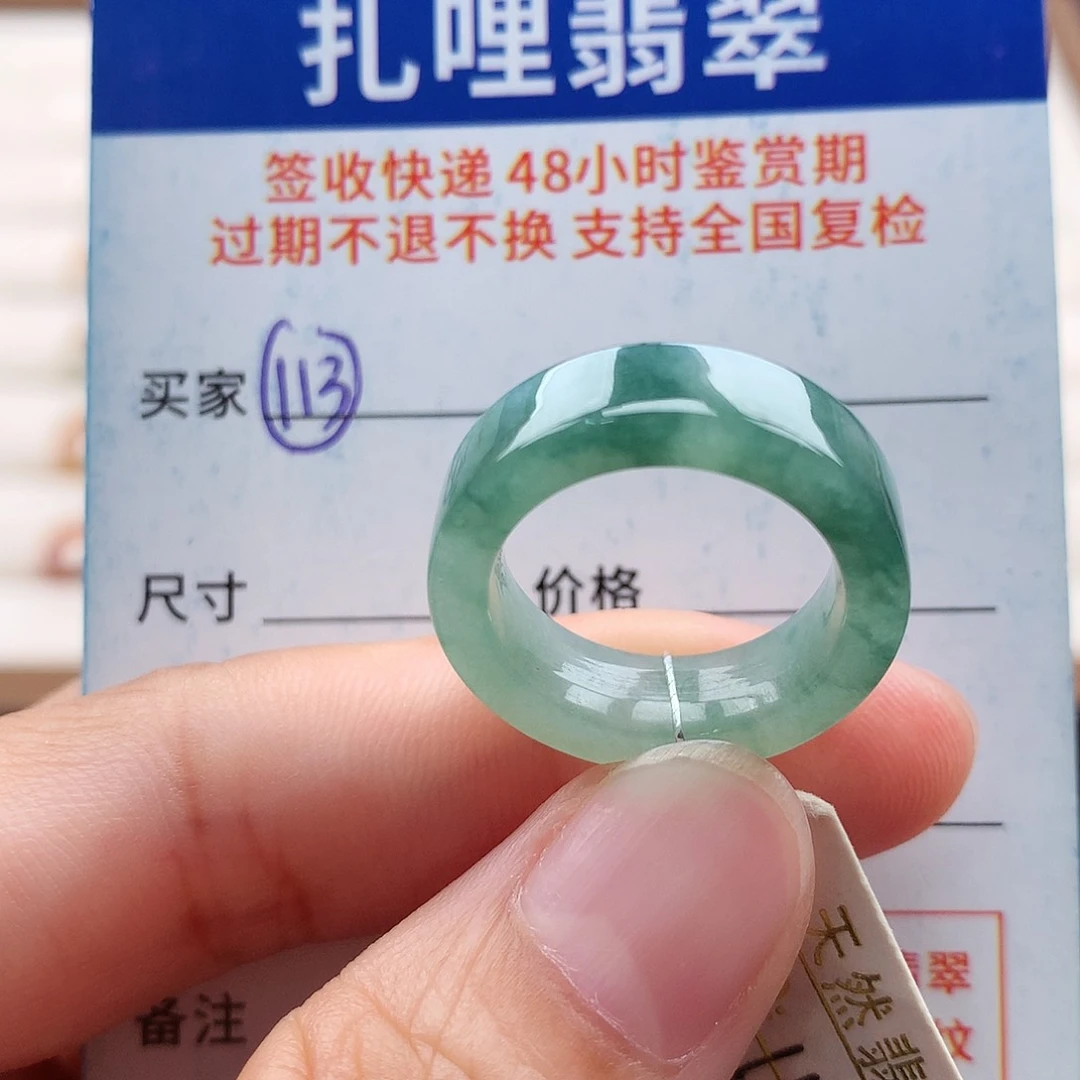 扎哩翡翠
签收快递 48小时鉴赏期
过期不退不换 支持全国复检
买家 113
尺寸 价格
备注
天然翡
翠
纹